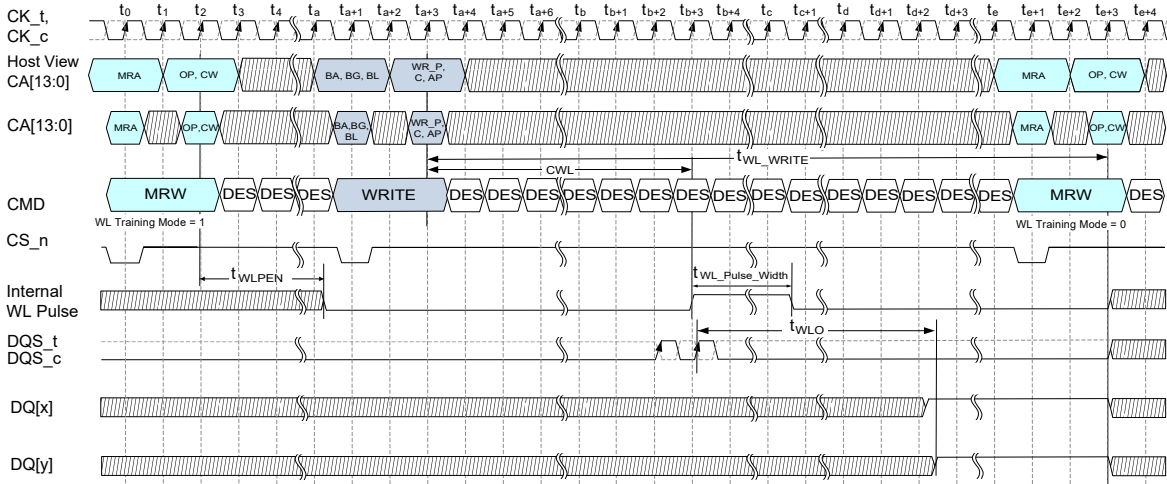 t0 t1 t2 t3 t4 ta ta+1 ta+2 ta+3 ta+4 ta+5 ta+6 tb tb+1 tb+2 tb+3 tc tc+1 td td+1 td+2 td+3 te te+1 te+2 te+3 te+4
CK_t,
CK_c
Host View
CA[13:0]
MRA OP, CW BA, BG, BL WR_P, C, AP MRA OP, CW
CA[13:0]
MRA OP,CW BA,BG, BL WR_P, C, AP MRA OP,CW
tWL_WRITE
CWL
CMD
MRW DES DES DES WRITE DES DES DES DES DES DES DES DES DES DES DES DES DES DES DES MRW DES
WL Training Mode = 1 WL Training Mode = 0
CS_n
tWLPEN tWL_Pulse_Width
Internal
WL Pulse
tWLO
DQS_t
DQS_c
DQ[x]
DQ[y]